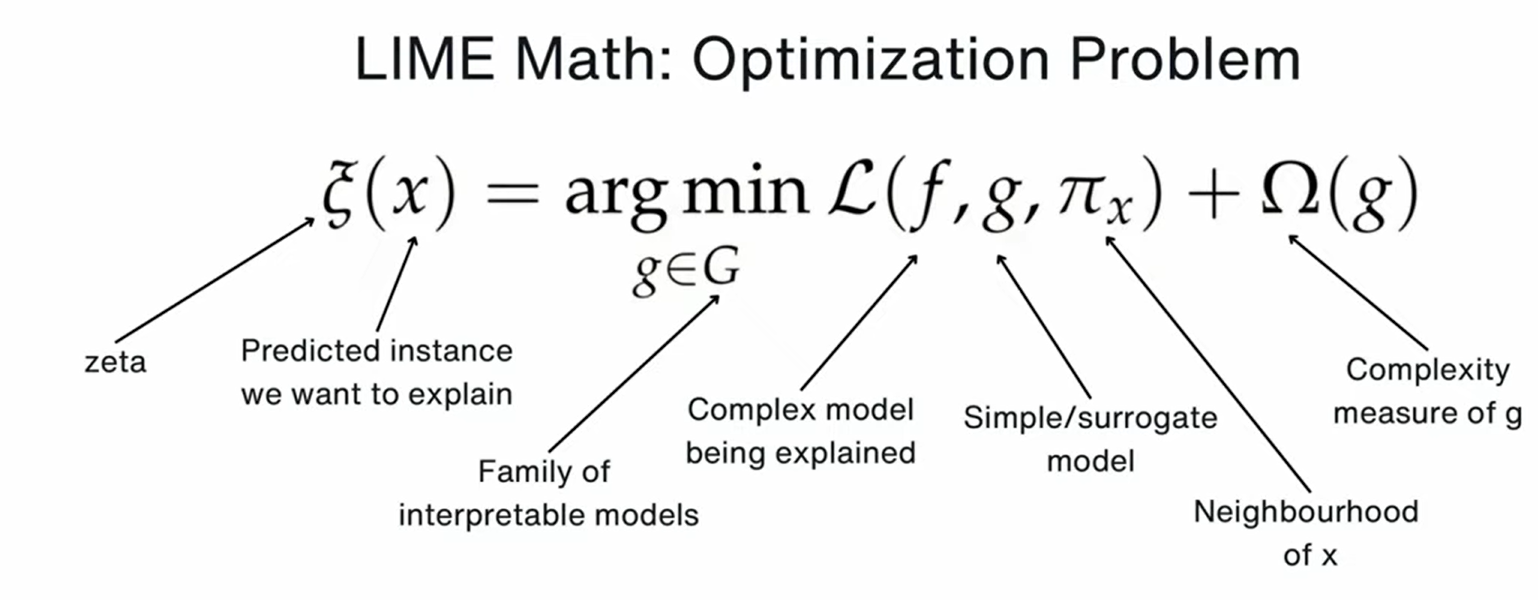 LIME Math: Optimization Problem
ξ(x) = arg min ℒ(f, g, πₓ) + Ω(g)
g∈G
zeta
Predicted instance
we want to explain
Family of
interpretable models
Complex model
being explained
Simple/surrogate
model
Neighbourhood
of x
Complexity
measure of g